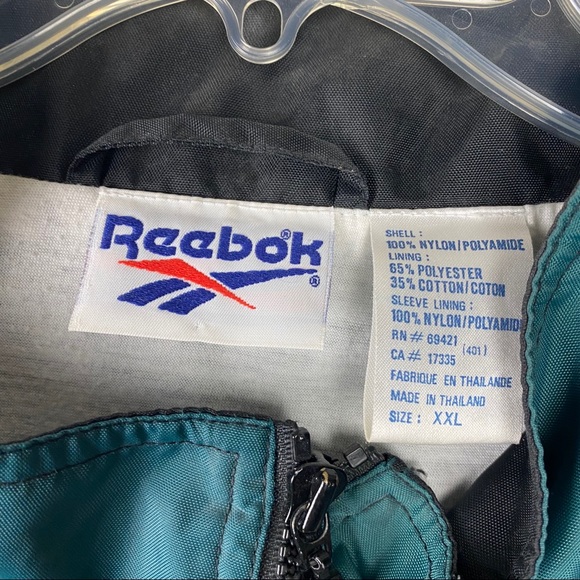 Reebok®
®
SHELL:
100% NYLON/POLYAMIDE
LINING:
65% POLYESTER
35% COTTON/COTON
SLEEVE LINING:
100% NYLON/POLYAMID
RN# 69421 (401)
CA# 17335
FABRIQUE EN THAILANDE
MADE IN THAILAND
SIZE: XXL